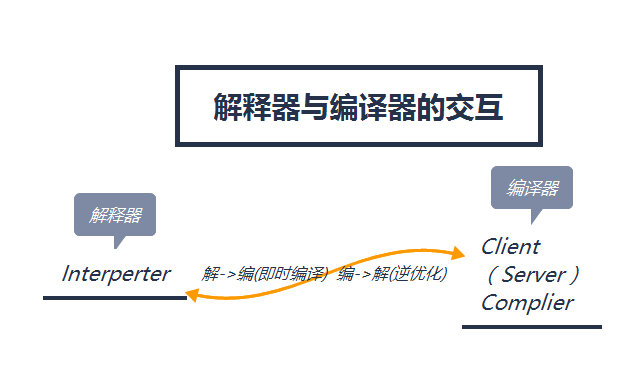 解释器与编译器的交互
编译器
解释器
Client
Interperter
解->编(即时编泽) 编->解(逆优化)
（Server）
Complier